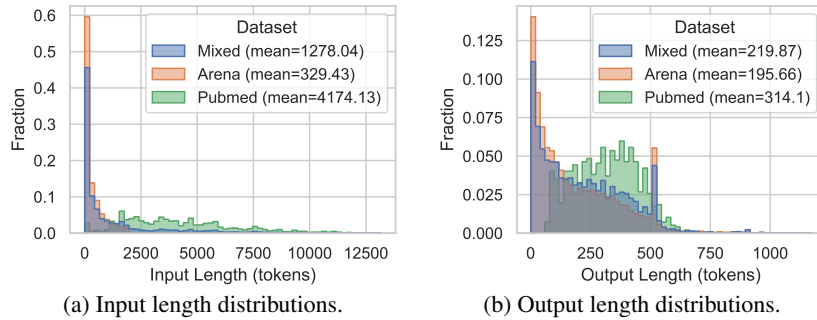 Dataset
Mixed (mean=1278.04)
Arena (mean=329.43)
Pubmed (mean=4174.13)
0.6
0.5
0.4
0.3
0.2
0.1
0.0
Fraction
0 2500 5000 7500 10000 12500
Input Length (tokens)
(a) Input length distributions.
Dataset
Mixed (mean=219.87)
Arena (mean=195.66)
Pubmed (mean=314.1)
0.125
0.100
0.075
0.050
0.025
0.000
Fraction
0 250 500 750 1000
Output Length (tokens)
(b) Output length distributions.